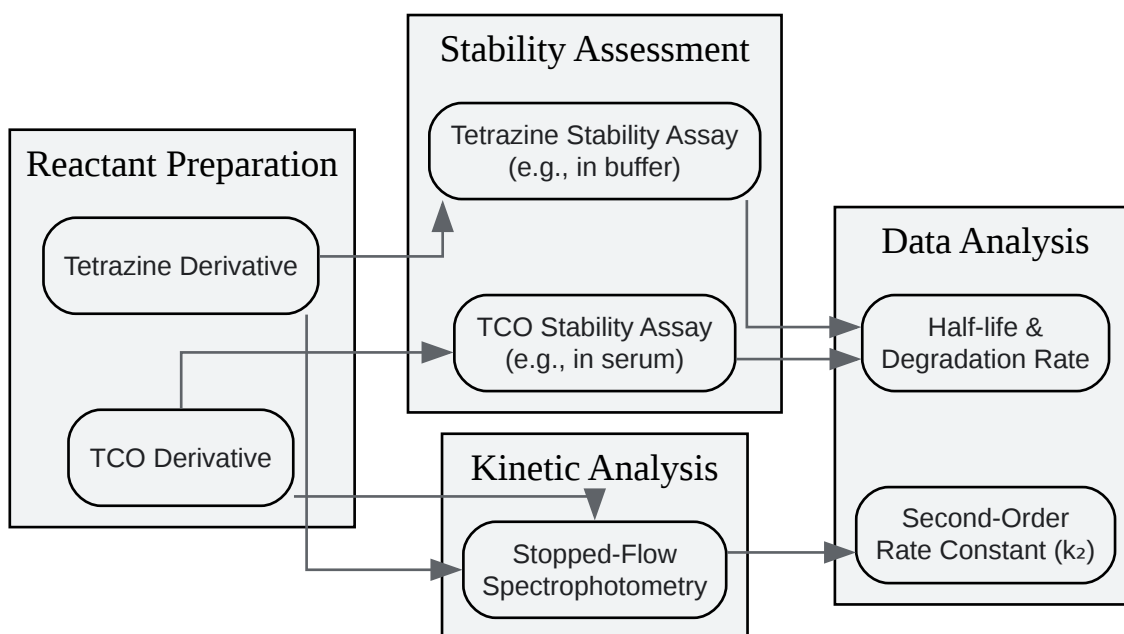 Reactant Preparation
Tetrazine Derivative
TCO Derivative
Stability Assessment
Tetrazine Stability Assay
(e.g., in buffer)
TCO Stability Assay
(e.g., in serum)
Kinetic Analysis
Stopped-Flow
Spectrophotometry
Data Analysis
Half-life &
Degradation Rate
Second-Order
Rate Constant (k₂)